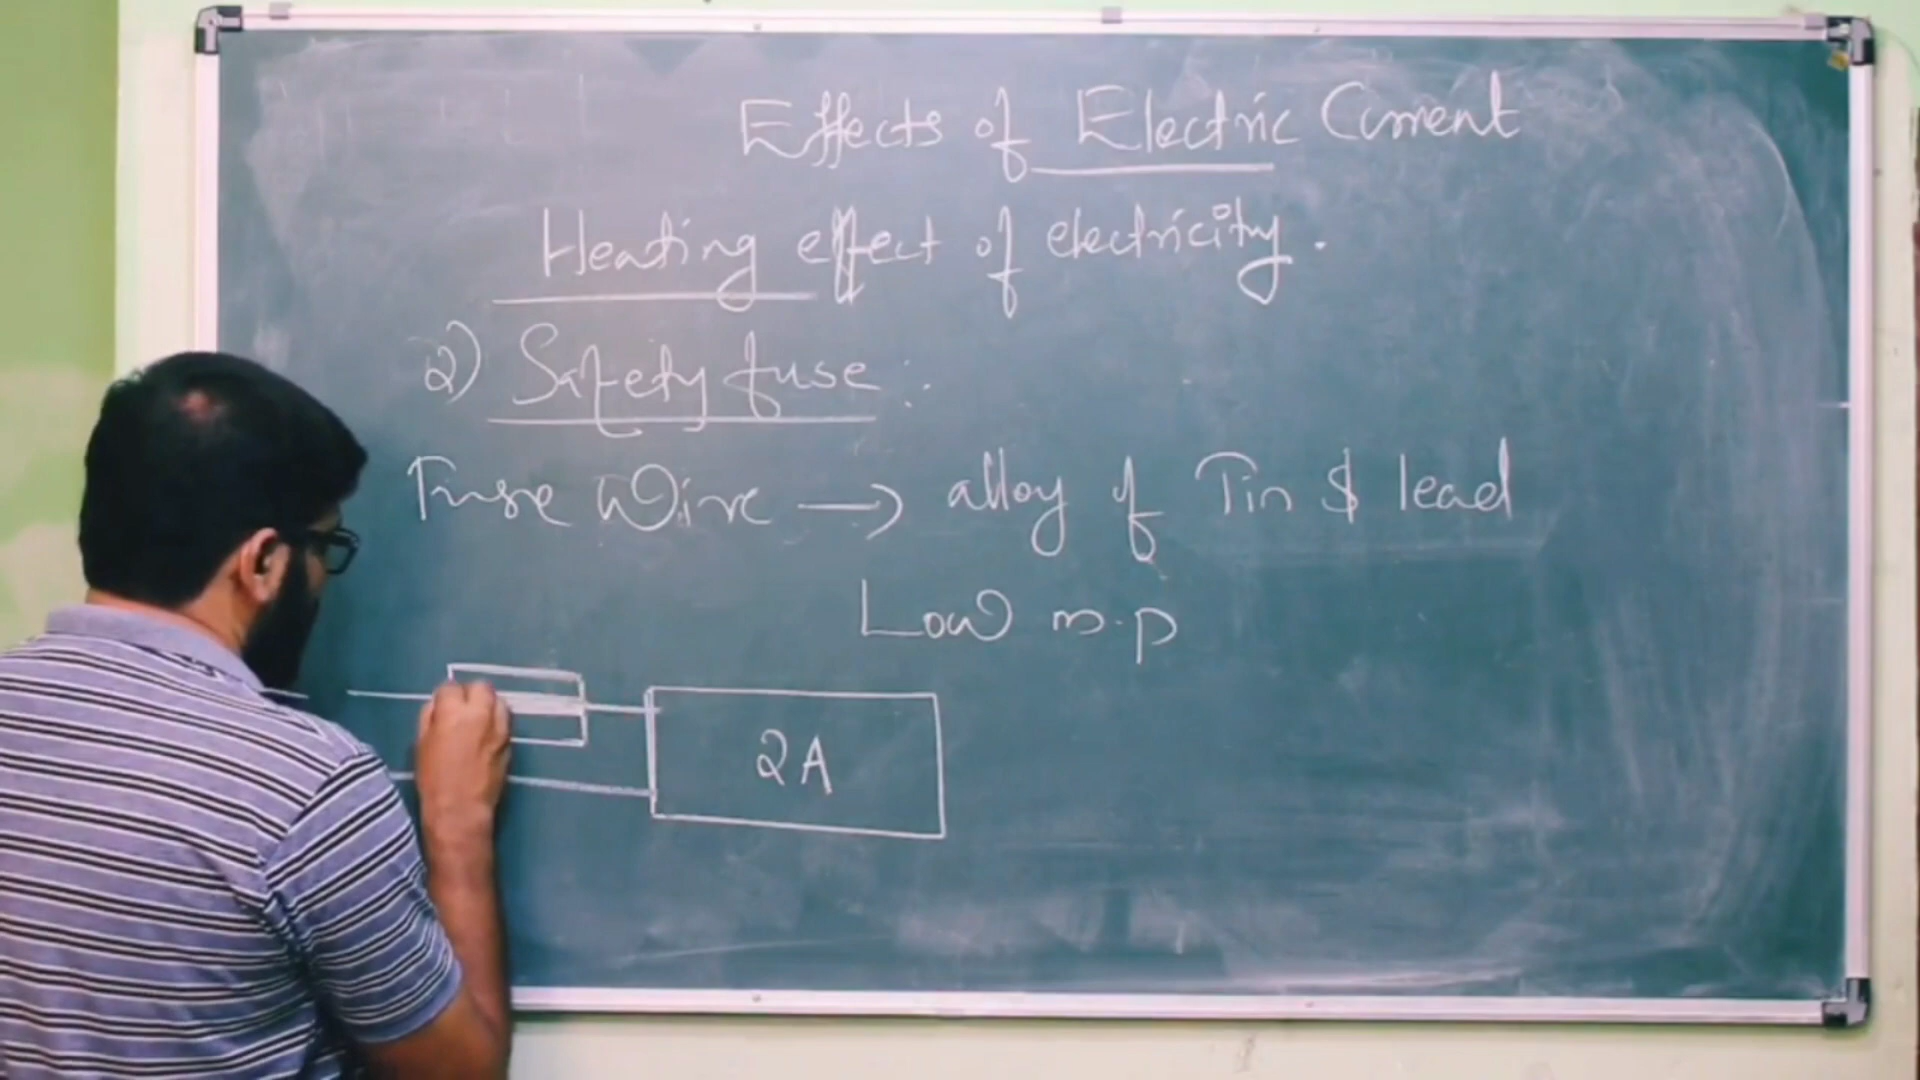 Effects of Electric Current
Heating effect of electricity.
2) Safety fuse :
Fuse Wire → alloy of Tin & lead
Low m.p
2A